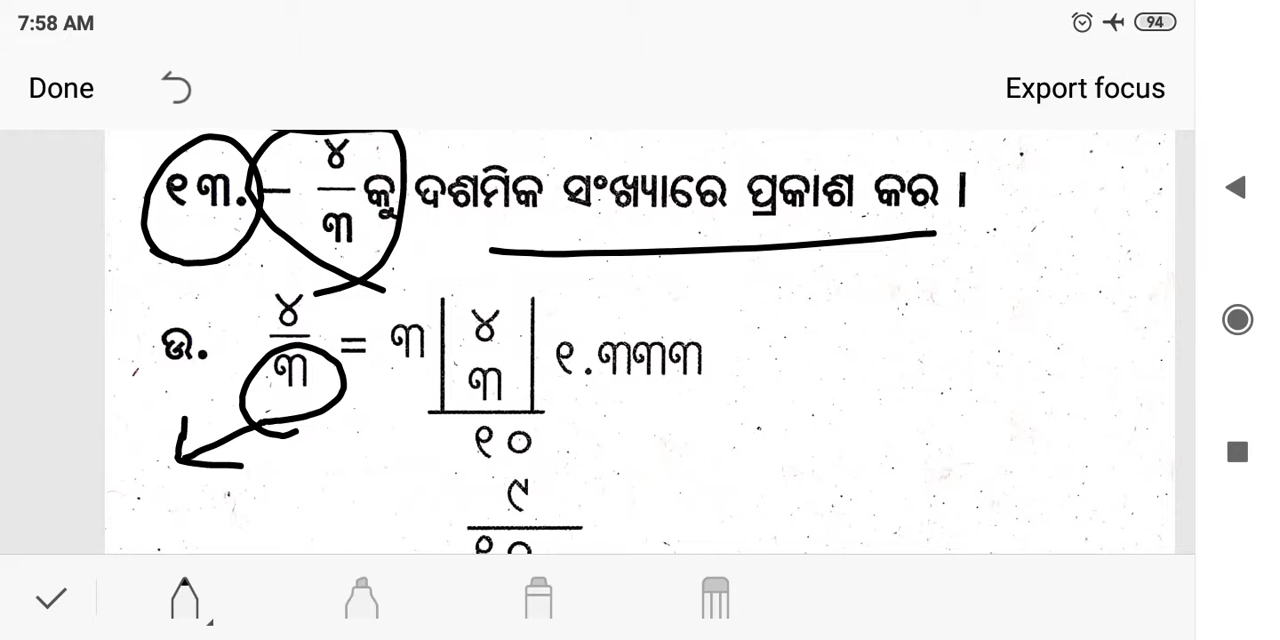 7:58 AM
94
Done
Export focus
୧୩. − ୪/୩ କୁ ଦଶମିକ ସଂଖ୍ୟାରେ ପ୍ରକାଶ କର ।
ଉ. ୪/୩ = ୩ | ୪ | ୧.୩୩୩
୩
୧୦
୯
୧୦